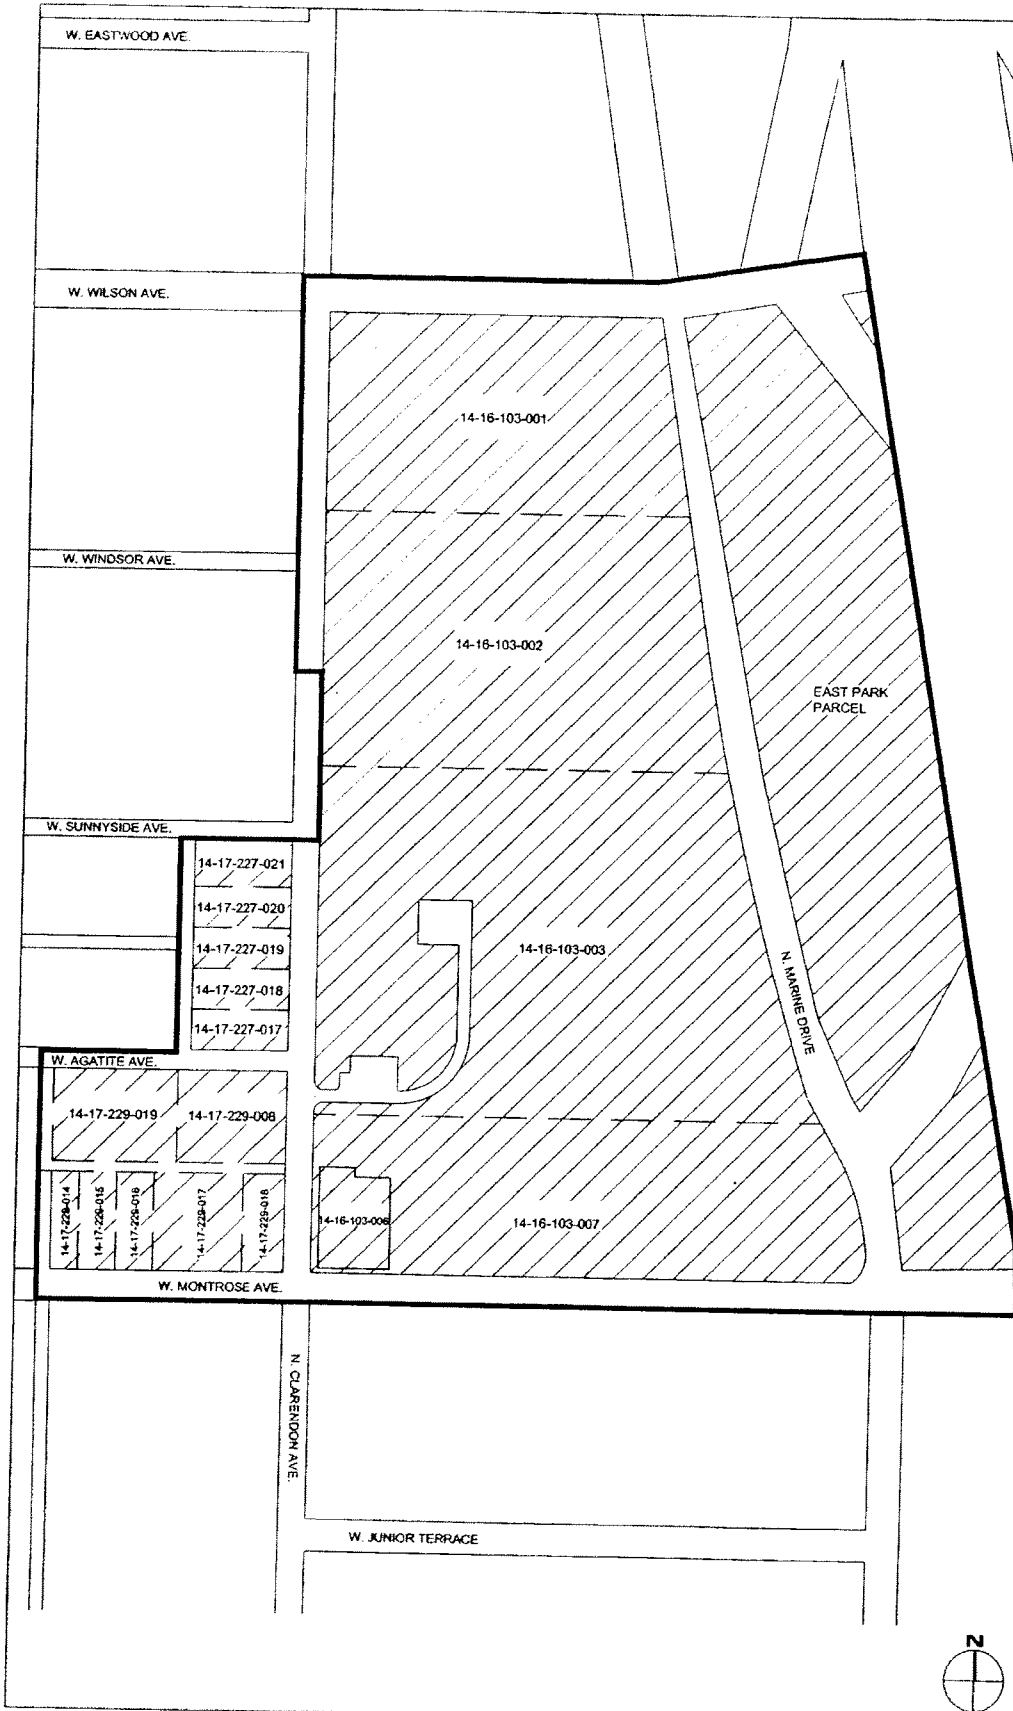 W. EASTWOOD AVE.
W. WILSON AVE.
14-16-103-001
W. WINDSOR AVE.
14-16-103-002
EAST PARK
PARCEL
W. SUNNYSIDE AVE.
14-17-227-021
14-17-227-020
14-17-227-019
14-16-103-003
14-17-227-018
N. MARINE DRIVE
14-17-227-017
W. AGATITE AVE.
14-17-229-019
14-17-229-008
14-17-229-014
14-17-229-015
14-17-229-016
14-17-229-017
14-17-229-018
14-16-103-006
14-16-103-007
W. MONTROSE AVE.
N. CLARENDON AVE.
W. JUNIOR TERRACE
N